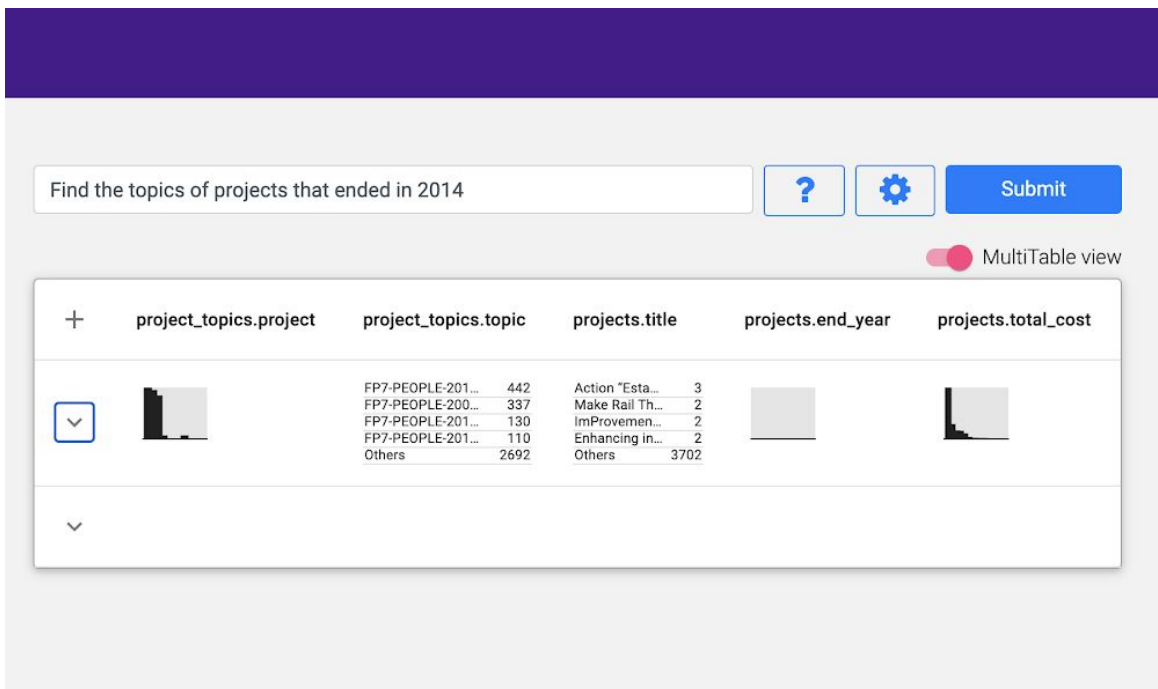 Find the topics of projects that ended in 2014
?
Submit
MultiTable view
+ project_topics.project project_topics.topic projects.title projects.end_year projects.total_cost
FP7-PEOPLE-201... 442 Action "Esta... 3
FP7-PEOPLE-200... 337 Make Rail Th... 2
FP7-PEOPLE-201... 130 ImProvemen... 2
FP7-PEOPLE-201... 110 Enhancing in... 2
Others 2692 Others 3702